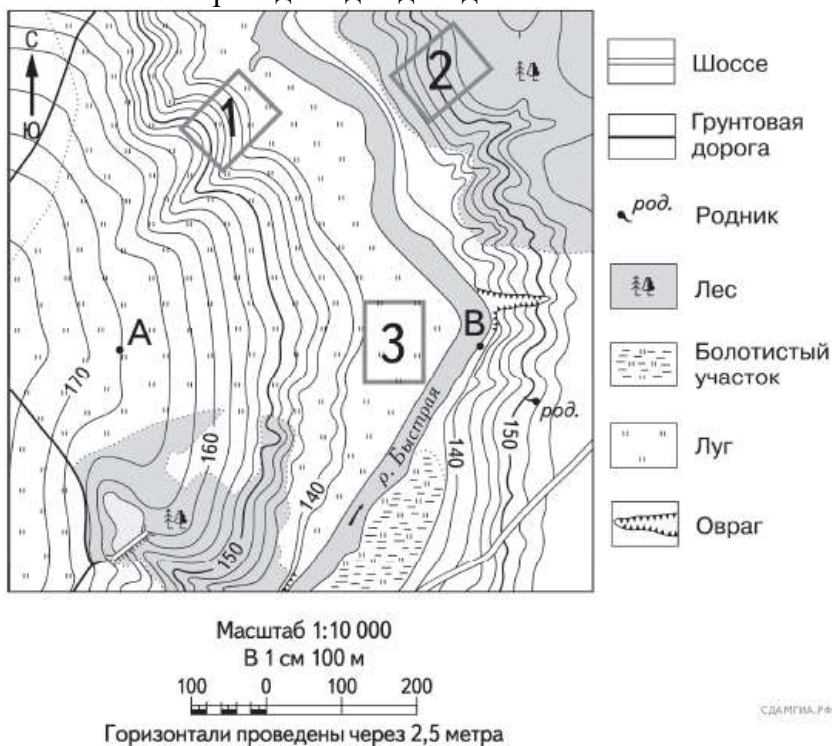 С
Ю
1
2
3
А
В
170
160
150
140
140
150
р. Быстрая
род.
Шоссе
Грунтовая
дорога
род. Родник
Лес
Болотистый
участок
Луг
Овраг
Масштаб 1:10 000
В 1 см 100 м
100 0 100 200
Горизонтали проведены через 2,5 метра
СДАМГИА.РФ